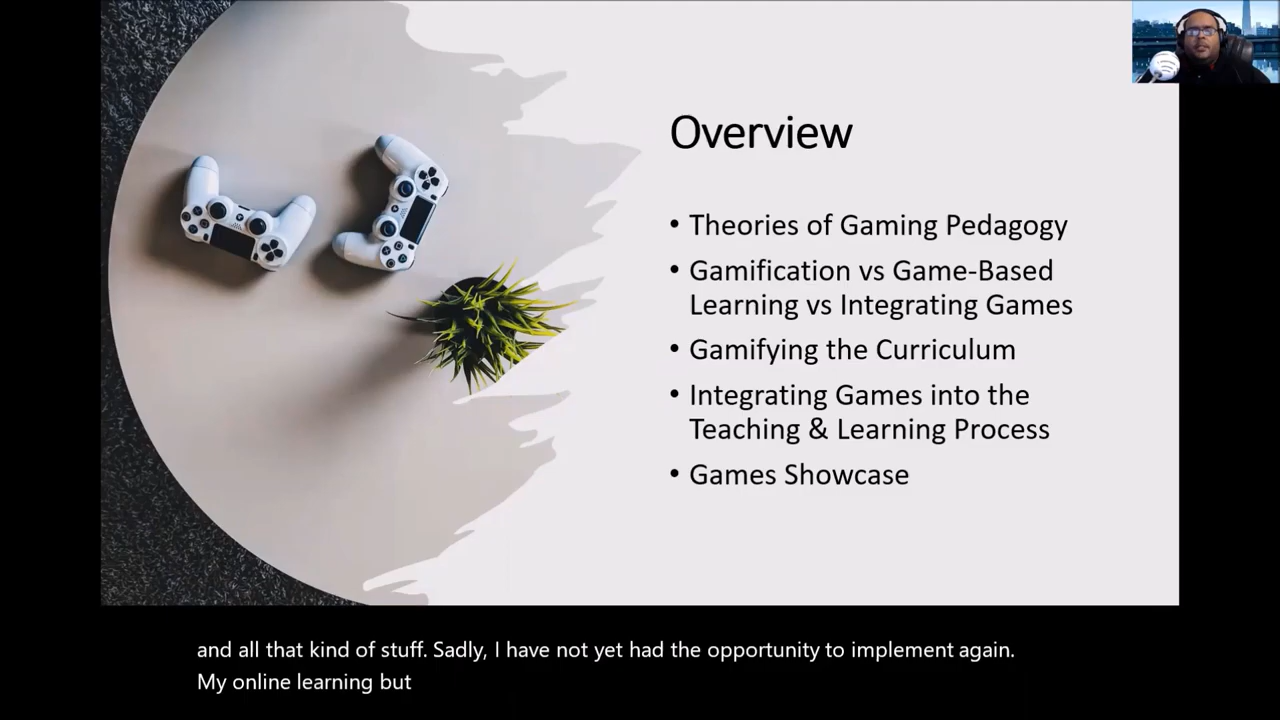 Overview
• Theories of Gaming Pedagogy
• Gamification vs Game-Based
Learning vs Integrating Games
• Gamifying the Curriculum
• Integrating Games into the
Teaching & Learning Process
• Games Showcase
and all that kind of stuff. Sadly, I have not yet had the opportunity to implement again.
My online learning but